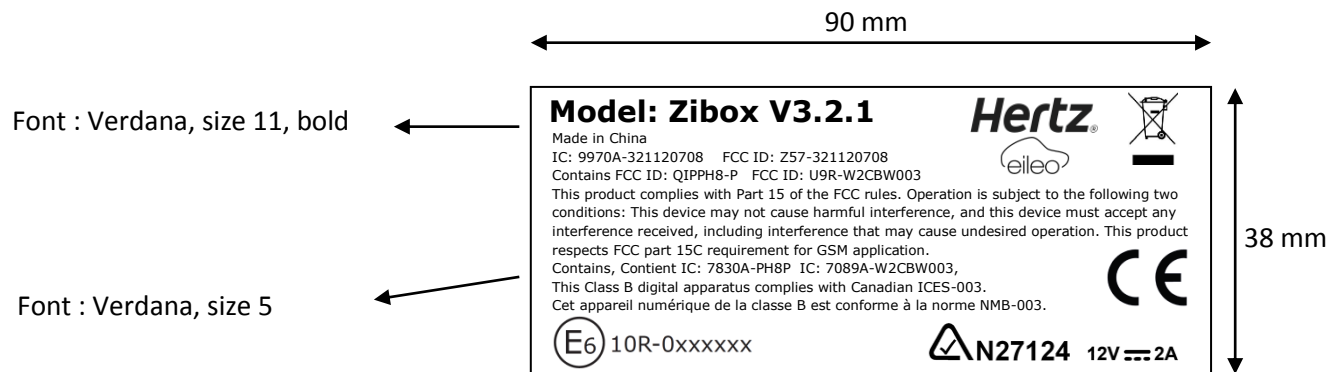 90 mm
Font : Verdana, size 11, bold
Model: Zibox V3.2.1
Hertz®
eileo
Made in China
IC: 9970A-321120708 FCC ID: Z57-321120708
Contains FCC ID: QIPPH8-P FCC ID: U9R-W2CBW003
This product complies with Part 15 of the FCC rules. Operation is subject to the following two
conditions: This device may not cause harmful interference, and this device must accept any
interference received, including interference that may cause undesired operation. This product
respects FCC part 15C requirement for GSM application.
38 mm
Contains, Contient IC: 7830A-PH8P IC: 7089A-W2CBW003,
This Class B digital apparatus complies with Canadian ICES-003.
Cet appareil numérique de la classe B est conforme à la norme NMB-003.
CE
Font : Verdana, size 5
E6 10R-0xxxxxx
N27124 12V 2A